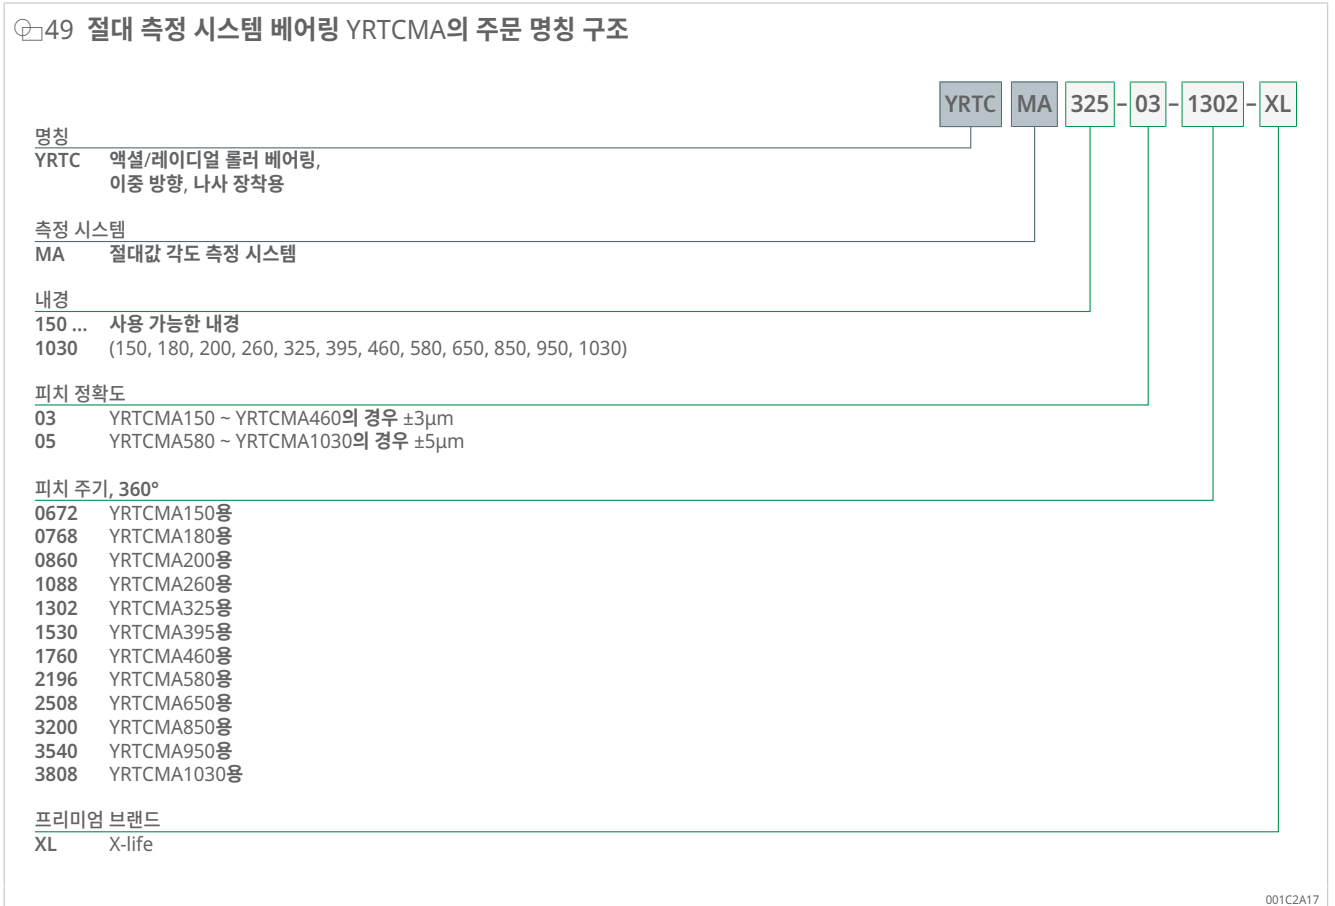 49 절대 측정 시스템 베어링 YRTCMA의 주문 명칭 구조
YRTC MA 325 – 03 – 1302 – XL
명칭
YRTC 액셜/레이디얼 롤러 베어링,
이중 방향, 나사 장착용
측정 시스템
MA 절대값 각도 측정 시스템
내경
150 ... 사용 가능한 내경
1030 (150, 180, 200, 260, 325, 395, 460, 580, 650, 850, 950, 1030)
피치 정확도
03 YRTCMA150 ~ YRTCMA460의 경우 ±3μm
05 YRTCMA580 ~ YRTCMA1030의 경우 ±5μm
피치 주기, 360°
0672 YRTCMA150용
0768 YRTCMA180용
0860 YRTCMA200용
1088 YRTCMA260용
1302 YRTCMA325용
1530 YRTCMA395용
1760 YRTCMA460용
2196 YRTCMA580용
2508 YRTCMA650용
3200 YRTCMA850용
3540 YRTCMA950용
3808 YRTCMA1030용
프리미엄 브랜드
XL X-life
001C2A17